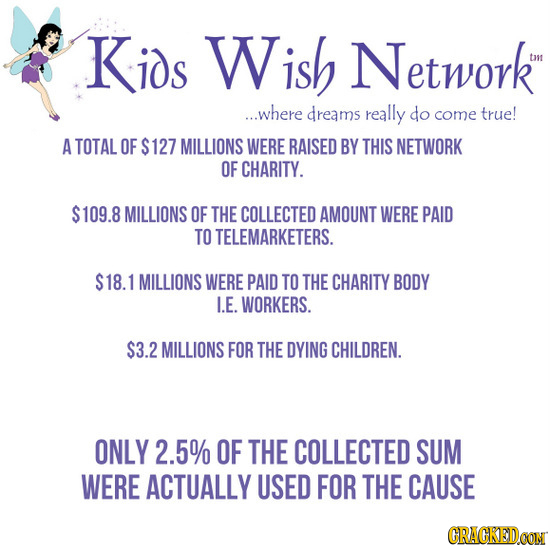 Kids Wish Network™
...where dreams really do come true!
A TOTAL OF $127 MILLIONS WERE RAISED BY THIS NETWORK
OF CHARITY.
$109.8 MILLIONS OF THE COLLECTED AMOUNT WERE PAID
TO TELEMARKETERS.
$18.1 MILLIONS WERE PAID TO THE CHARITY BODY
I.E. WORKERS.
$3.2 MILLIONS FOR THE DYING CHILDREN.
ONLY 2.5% OF THE COLLECTED SUM
WERE ACTUALLY USED FOR THE CAUSE
CRACKED.COM